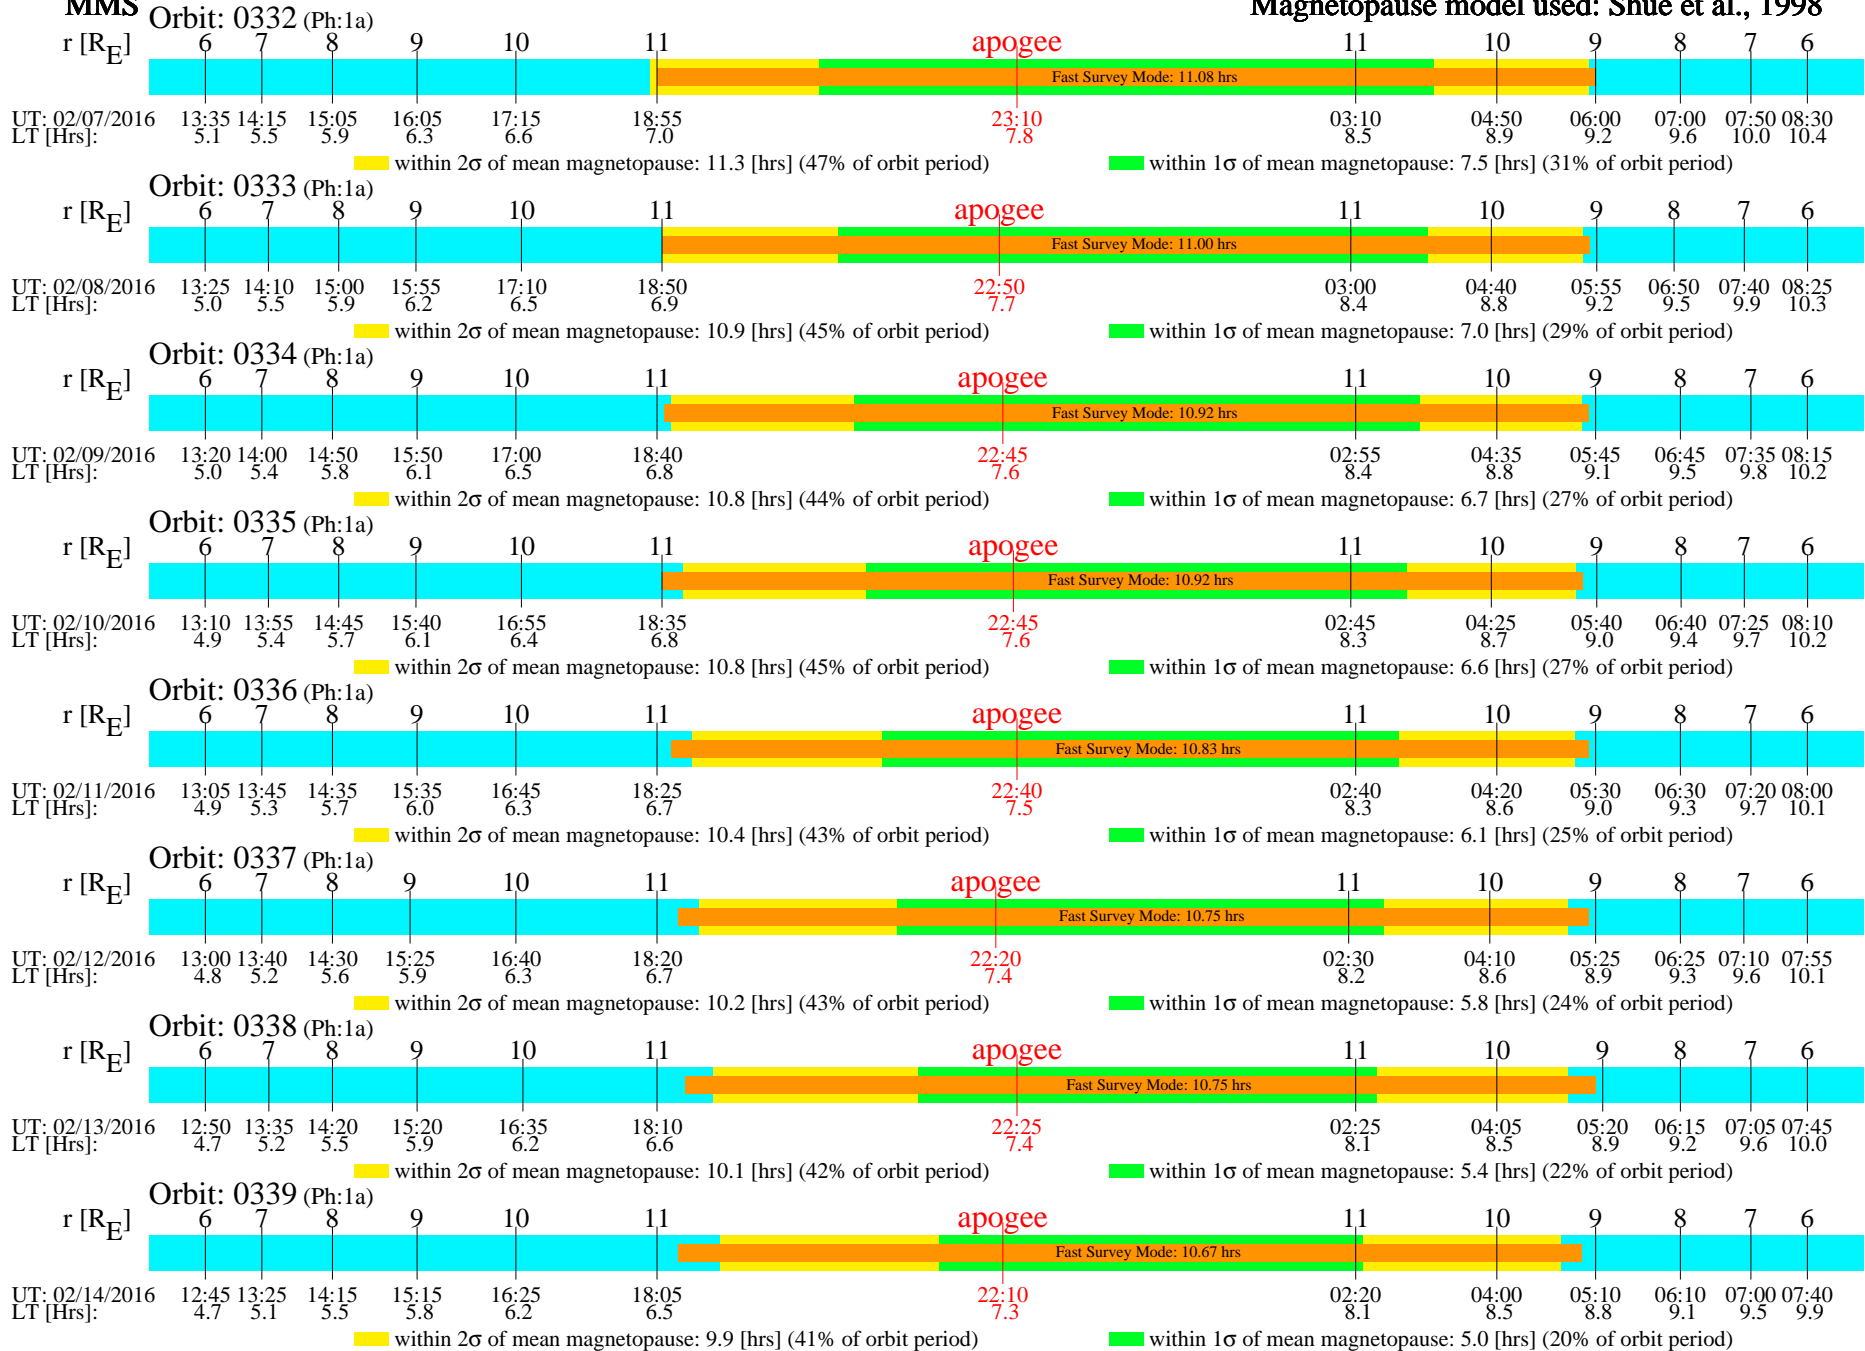 MMS Magnetopause model used: Shue et al., 1998
Orbit: 0332 (Ph:1a)
r [RE] 6 7 8 9 10 11 apogee 11 10 9 8 7 6
Fast Survey Mode: 11.08 hrs
UT: 02/07/2016 13:35 14:15 15:05 16:05 17:15 18:55 23:10 03:10 04:50 06:00 07:00 07:50 08:30
LT [Hrs]: 5.1 5.5 5.9 6.3 6.6 7.0 7.8 8.5 8.9 9.2 9.6 10.0 10.4
within 2σ of mean magnetopause: 11.3 [hrs] (47% of orbit period) within 1σ of mean magnetopause: 7.5 [hrs] (31% of orbit period)
Orbit: 0333 (Ph:1a)
r [RE] 6 7 8 9 10 11 apogee 11 10 9 8 7 6
Fast Survey Mode: 11.00 hrs
UT: 02/08/2016 13:25 14:10 15:00 15:55 17:10 18:50 22:50 03:00 04:40 05:55 06:50 07:40 08:25
LT [Hrs]: 5.0 5.5 5.9 6.2 6.5 6.9 7.7 8.4 8.8 9.2 9.5 9.9 10.3
within 2σ of mean magnetopause: 10.9 [hrs] (45% of orbit period) within 1σ of mean magnetopause: 7.0 [hrs] (29% of orbit period)
Orbit: 0334 (Ph:1a)
r [RE] 6 7 8 9 10 11 apogee 11 10 9 8 7 6
Fast Survey Mode: 10.92 hrs
UT: 02/09/2016 13:20 14:00 14:50 15:50 17:00 18:40 22:45 02:55 04:35 05:45 06:45 07:35 08:15
LT [Hrs]: 5.0 5.4 5.8 6.1 6.5 6.8 7.6 8.4 8.8 9.1 9.5 9.8 10.2
within 2σ of mean magnetopause: 10.8 [hrs] (44% of orbit period) within 1σ of mean magnetopause: 6.7 [hrs] (27% of orbit period)
Orbit: 0335 (Ph:1a)
r [RE] 6 7 8 9 10 11 apogee 11 10 9 8 7 6
Fast Survey Mode: 10.92 hrs
UT: 02/10/2016 13:10 13:55 14:45 15:40 16:55 18:35 22:45 02:45 04:25 05:40 06:40 07:25 08:10
LT [Hrs]: 4.9 5.4 5.7 6.1 6.4 6.8 7.6 8.3 8.7 9.0 9.4 9.7 10.2
within 2σ of mean magnetopause: 10.8 [hrs] (45% of orbit period) within 1σ of mean magnetopause: 6.6 [hrs] (27% of orbit period)
Orbit: 0336 (Ph:1a)
r [RE] 6 7 8 9 10 11 apogee 11 10 9 8 7 6
Fast Survey Mode: 10.83 hrs
UT: 02/11/2016 13:05 13:45 14:35 15:35 16:45 18:25 22:40 02:40 04:20 05:30 06:30 07:20 08:00
LT [Hrs]: 4.9 5.3 5.7 6.0 6.3 6.7 7.5 8.3 8.6 9.0 9.3 9.7 10.1
within 2σ of mean magnetopause: 10.4 [hrs] (43% of orbit period) within 1σ of mean magnetopause: 6.1 [hrs] (25% of orbit period)
Orbit: 0337 (Ph:1a)
r [RE] 6 7 8 9 10 11 apogee 11 10 9 8 7 6
Fast Survey Mode: 10.75 hrs
UT: 02/12/2016 13:00 13:40 14:30 15:25 16:40 18:20 22:20 02:30 04:10 05:25 06:25 07:10 07:55
LT [Hrs]: 4.8 5.2 5.6 5.9 6.3 6.7 7.4 8.2 8.6 8.9 9.3 9.6 10.1
within 2σ of mean magnetopause: 10.2 [hrs] (43% of orbit period) within 1σ of mean magnetopause: 5.8 [hrs] (24% of orbit period)
Orbit: 0338 (Ph:1a)
r [RE] 6 7 8 9 10 11 apogee 11 10 9 8 7 6
Fast Survey Mode: 10.75 hrs
UT: 02/13/2016 12:50 13:35 14:20 15:20 16:35 18:10 22:25 02:25 04:05 05:20 06:15 07:05 07:45
LT [Hrs]: 4.7 5.2 5.5 5.9 6.2 6.6 7.4 8.1 8.5 8.9 9.2 9.6 10.0
within 2σ of mean magnetopause: 10.1 [hrs] (42% of orbit period) within 1σ of mean magnetopause: 5.4 [hrs] (22% of orbit period)
Orbit: 0339 (Ph:1a)
r [RE] 6 7 8 9 10 11 apogee 11 10 9 8 7 6
Fast Survey Mode: 10.67 hrs
UT: 02/14/2016 12:45 13:25 14:15 15:15 16:25 18:05 22:10 02:20 04:00 05:10 06:10 07:00 07:40
LT [Hrs]: 4.7 5.1 5.5 5.8 6.2 6.5 7.3 8.1 8.5 8.8 9.1 9.5 9.9
within 2σ of mean magnetopause: 9.9 [hrs] (41% of orbit period) within 1σ of mean magnetopause: 5.0 [hrs] (20% of orbit period)